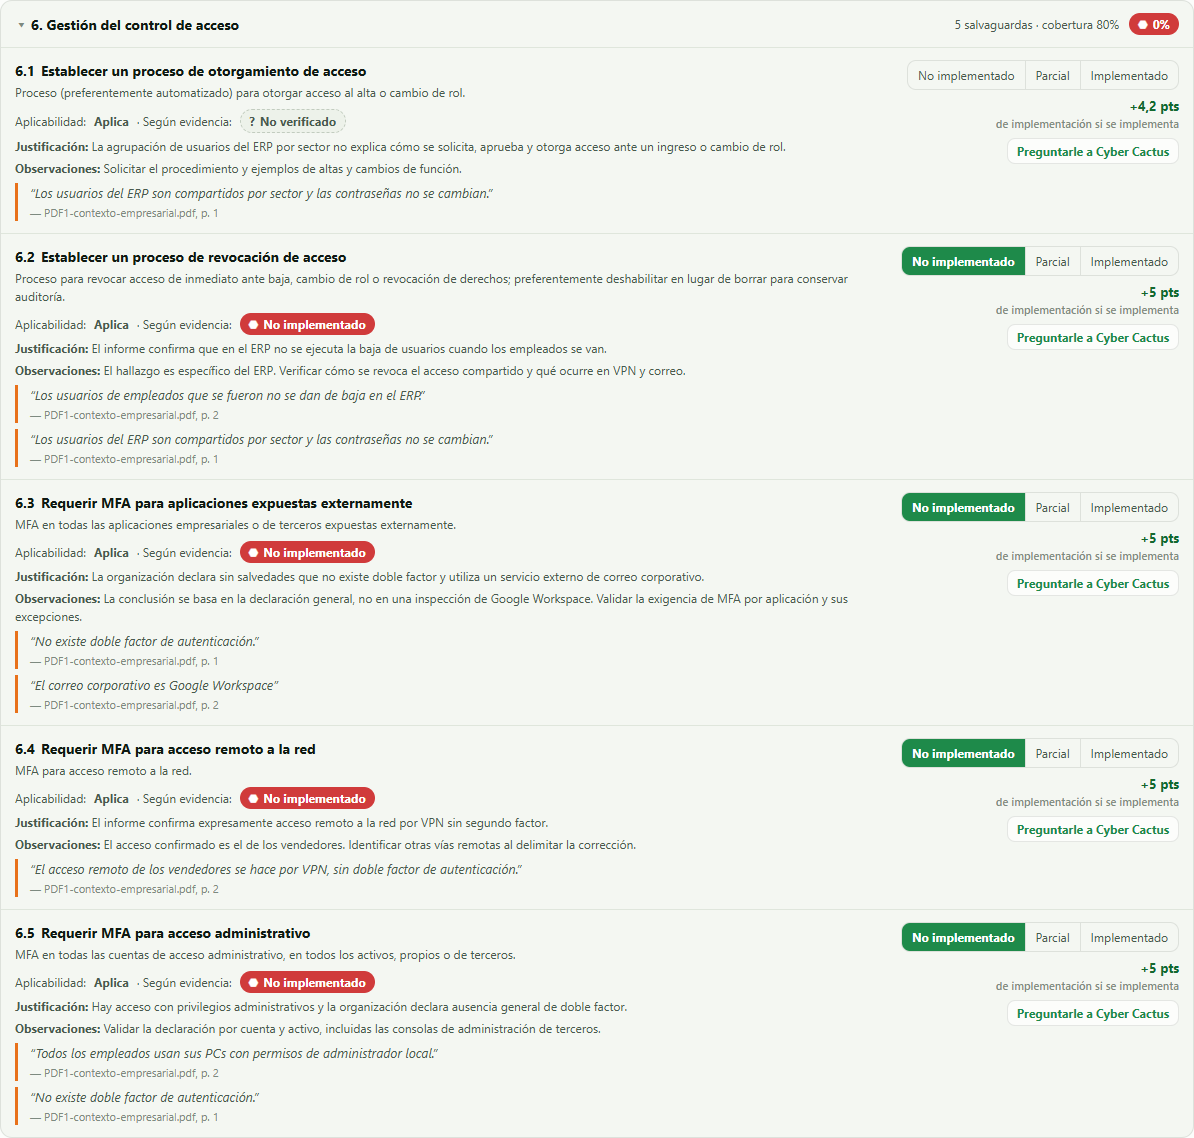 6. Gestión del control de acceso
5 salvaguardas · cobertura 80%
0%
6.1 Establecer un proceso de otorgamiento de acceso
Proceso (preferentemente automatizado) para otorgar acceso al alta o cambio de rol.
Aplicabilidad: Aplica · Según evidencia: ? No verificado
Justificación: La agrupación de usuarios del ERP por sector no explica cómo se solicita, aprueba y otorga acceso ante un ingreso o cambio de rol.
Observaciones: Solicitar el procedimiento y ejemplos de altas y cambios de función.
“Los usuarios del ERP son compartidos por sector y las contraseñas no se cambian.”
— PDF1-contexto-empresarial.pdf, p. 1
No implementado Parcial Implementado
+4,2 pts
de implementación si se implementa
Preguntarle a Cyber Cactus
6.2 Establecer un proceso de revocación de acceso
Proceso para revocar acceso de inmediato ante baja, cambio de rol o revocación de derechos; preferentemente deshabilitar en lugar de borrar para conservar
auditoría.
Aplicabilidad: Aplica · Según evidencia: No implementado
Justificación: El informe confirma que en el ERP no se ejecuta la baja de usuarios cuando los empleados se van.
Observaciones: El hallazgo es específico del ERP. Verificar cómo se revoca el acceso compartido y qué ocurre en VPN y correo.
“Los usuarios de empleados que se fueron no se dan de baja en el ERP.”
— PDF1-contexto-empresarial.pdf, p. 2
“Los usuarios del ERP son compartidos por sector y las contraseñas no se cambian.”
— PDF1-contexto-empresarial.pdf, p. 1
No implementado Parcial Implementado
+5 pts
de implementación si se implementa
Preguntarle a Cyber Cactus
6.3 Requerir MFA para aplicaciones expuestas externamente
MFA en todas las aplicaciones empresariales o de terceros expuestas externamente.
Aplicabilidad: Aplica · Según evidencia: No implementado
Justificación: La organización declara sin salvedades que no existe doble factor y utiliza un servicio externo de correo corporativo.
Observaciones: La conclusión se basa en la declaración general, no en una inspección de Google Workspace. Validar la exigencia de MFA por aplicación y sus
excepciones.
“No existe doble factor de autenticación.”
— PDF1-contexto-empresarial.pdf, p. 1
“El correo corporativo es Google Workspace”
— PDF1-contexto-empresarial.pdf, p. 2
No implementado Parcial Implementado
+5 pts
de implementación si se implementa
Preguntarle a Cyber Cactus
6.4 Requerir MFA para acceso remoto a la red
MFA para acceso remoto a la red.
Aplicabilidad: Aplica · Según evidencia: No implementado
Justificación: El informe confirma expresamente acceso remoto a la red por VPN sin segundo factor.
Observaciones: El acceso confirmado es el de los vendedores. Identificar otras vías remotas al delimitar la corrección.
“El acceso remoto de los vendedores se hace por VPN, sin doble factor de autenticación.”
— PDF1-contexto-empresarial.pdf, p. 2
No implementado Parcial Implementado
+5 pts
de implementación si se implementa
Preguntarle a Cyber Cactus
6.5 Requerir MFA para acceso administrativo
MFA en todas las cuentas de acceso administrativo, en todos los activos, propios o de terceros.
Aplicabilidad: Aplica · Según evidencia: No implementado
Justificación: Hay acceso con privilegios administrativos y la organización declara ausencia general de doble factor.
Observaciones: Validar la declaración por cuenta y activo, incluidas las consolas de administración de terceros.
“Todos los empleados usan sus PCs con permisos de administrador local.”
— PDF1-contexto-empresarial.pdf, p. 2
“No existe doble factor de autenticación.”
— PDF1-contexto-empresarial.pdf, p. 1
No implementado Parcial Implementado
+5 pts
de implementación si se implementa
Preguntarle a Cyber Cactus